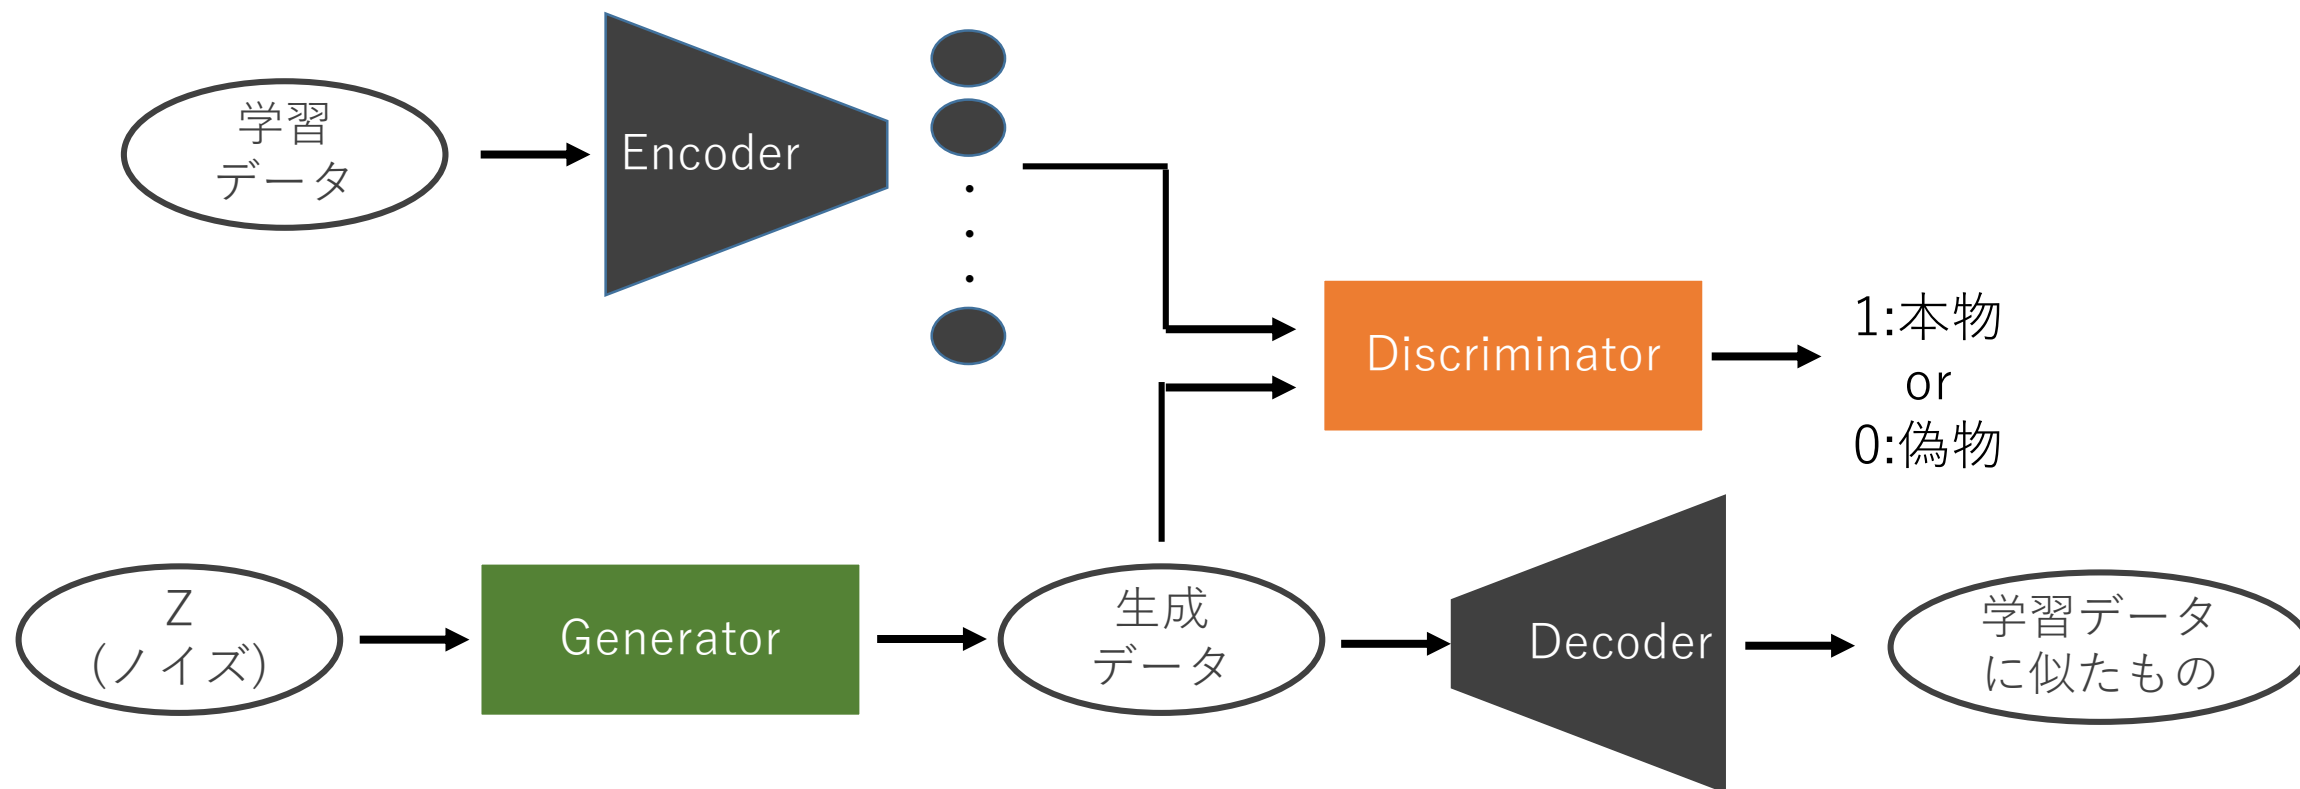 学習
データ
Encoder
Discriminator
1:本物
or
0:偽物
Z
(ノイズ)
Generator
生成
データ
Decoder
学習データ
に似たもの